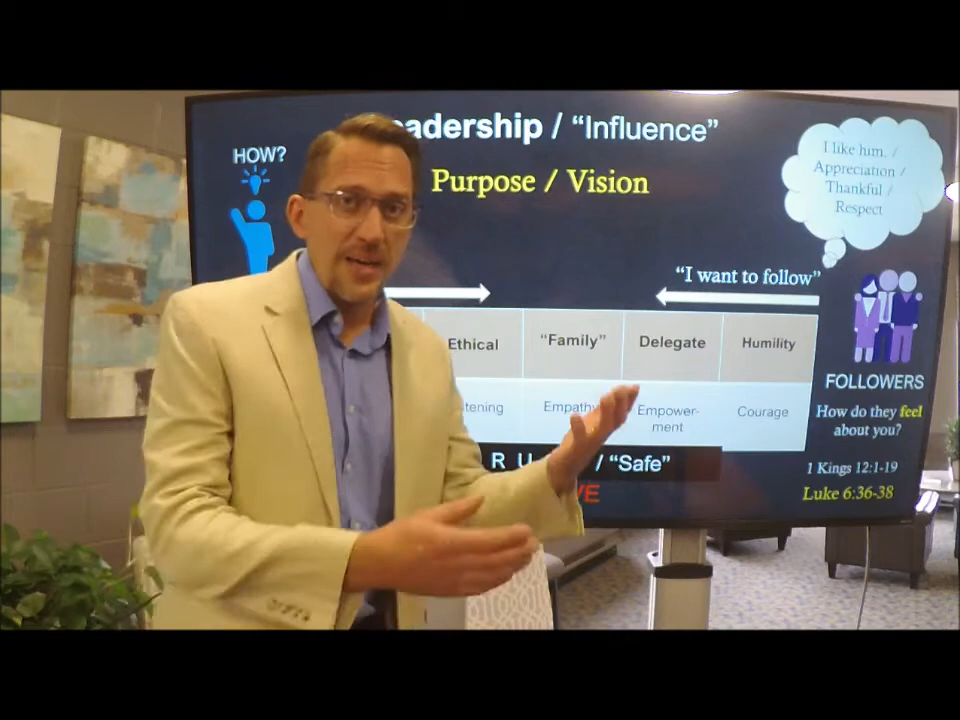 eadership / “Influence”
HOW?
Purpose / Vision
I like him. /
Appreciation /
Thankful /
Respect
“I want to follow”
Ethical
“Family”
Delegate
Humility
tening
Empathy
Empower-
ment
Courage
FOLLOWERS
How do they feel
about you?
R U / “Safe”
VE
1 Kings 12:1-19
Luke 6:36-38